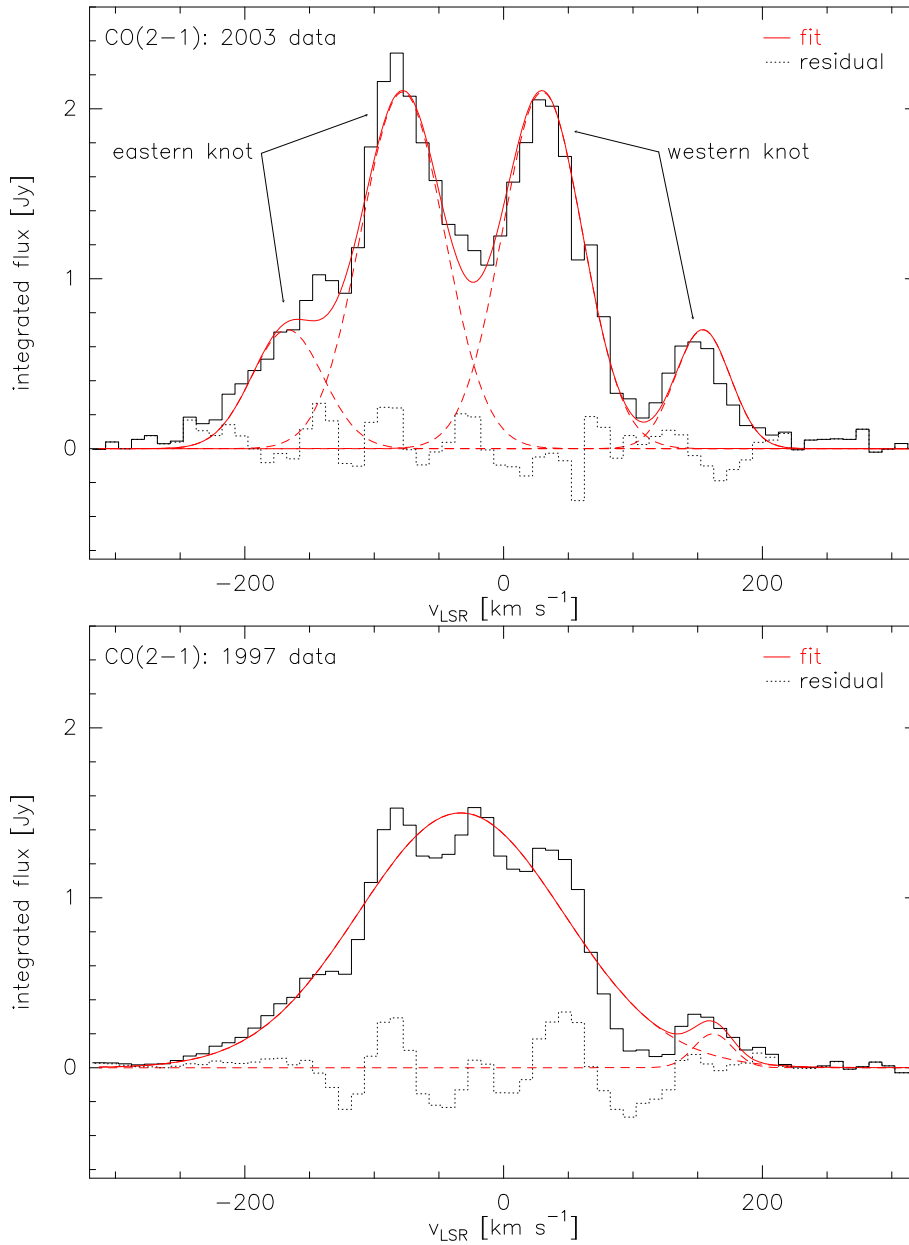 CO(2−1): 2003 data
fit
residual
eastern knot
western knot
integrated flux [Jy]
2
1
0
−200
0
200
v_LSR [km s⁻¹]
CO(2−1): 1997 data
fit
residual
integrated flux [Jy]
2
1
0
−200
0
200
v_LSR [km s⁻¹]